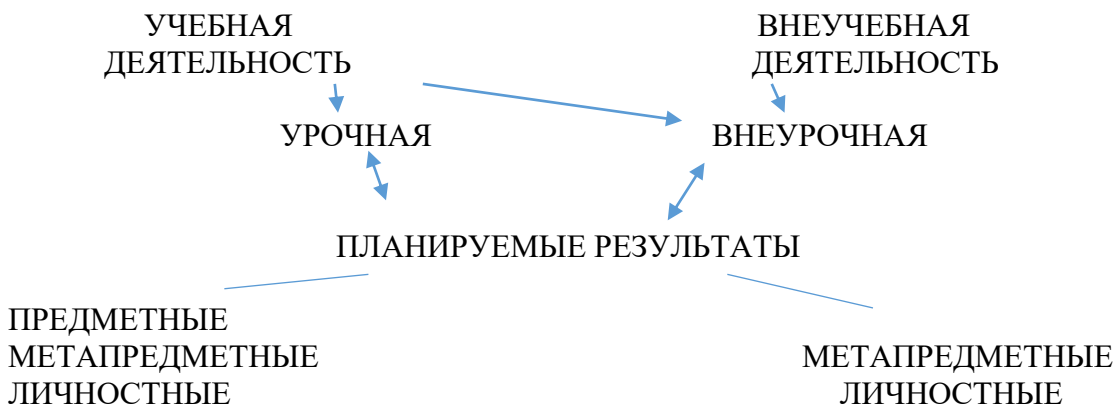 УЧЕБНАЯ ДЕЯТЕЛЬНОСТЬ
ВНЕУЧЕБНАЯ ДЕЯТЕЛЬНОСТЬ
УРОЧНАЯ
ВНЕУРОЧНАЯ
ПЛАНИРУЕМЫЕ РЕЗУЛЬТАТЫ
ПРЕДМЕТНЫЕ
МЕТАПРЕДМЕТНЫЕ
ЛИЧНОСТНЫЕ
МЕТАПРЕДМЕТНЫЕ
ЛИЧНОСТНЫЕ